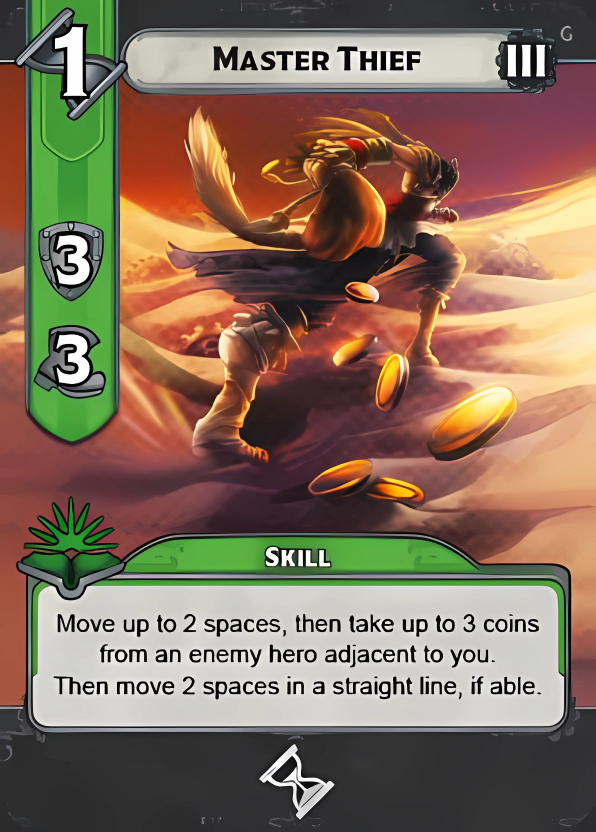 1
MASTER THIEF
III
G
3
3
SKILL
Move up to 2 spaces, then take up to 3 coins
from an enemy hero adjacent to you.
Then move 2 spaces in a straight line, if able.